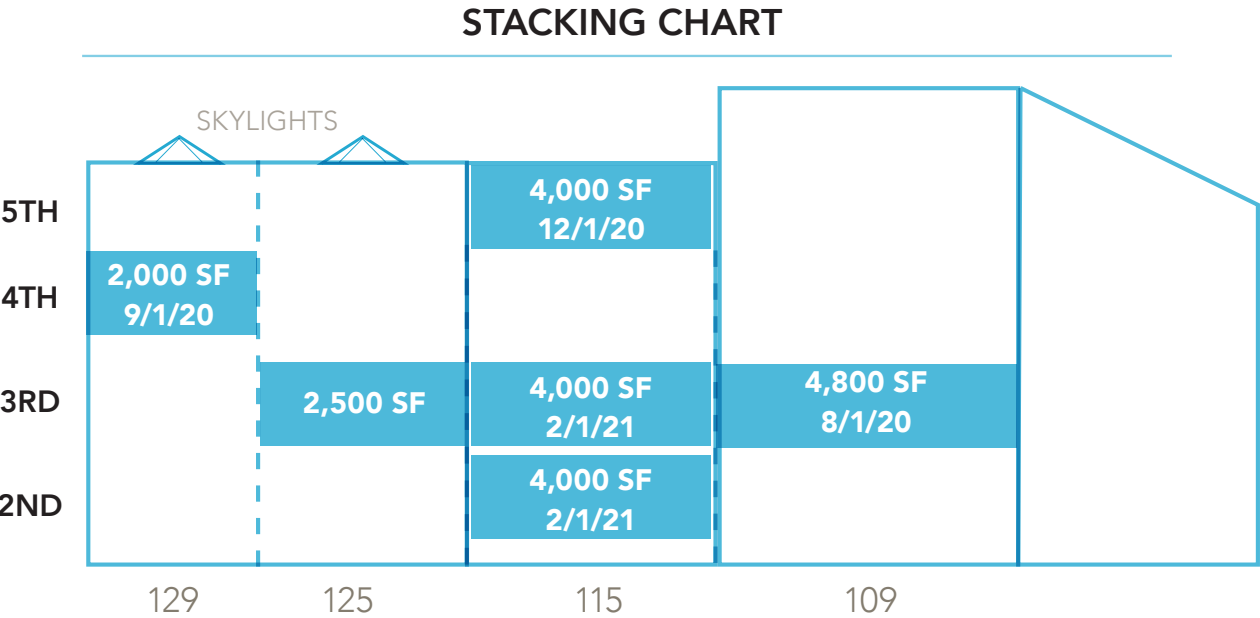 STACKING CHART
SKYLIGHTS
5TH
4,000 SF
12/1/20
4TH
2,000 SF
9/1/20
3RD
2,500 SF
4,000 SF
2/1/21
4,800 SF
8/1/20
2ND
4,000 SF
2/1/21
129
125
115
109